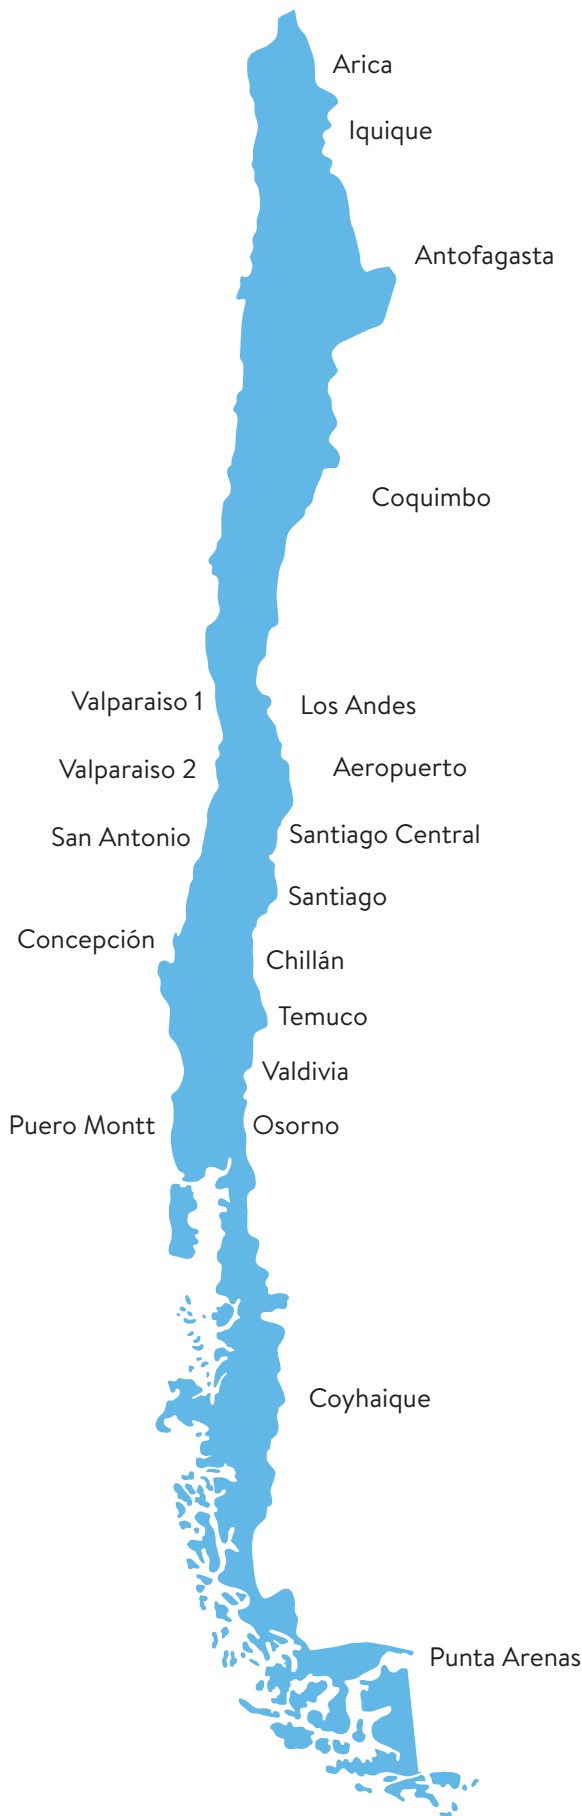 Arica
Iquique
Antofagasta
Coquimbo
Valparaiso 1
Los Andes
Valparaiso 2
Aeropuerto
San Antonio
Santiago Central
Santiago
Concepción
Chillán
Temuco
Valdivia
Puero Montt
Osorno
Coyhaique
Punta Arenas